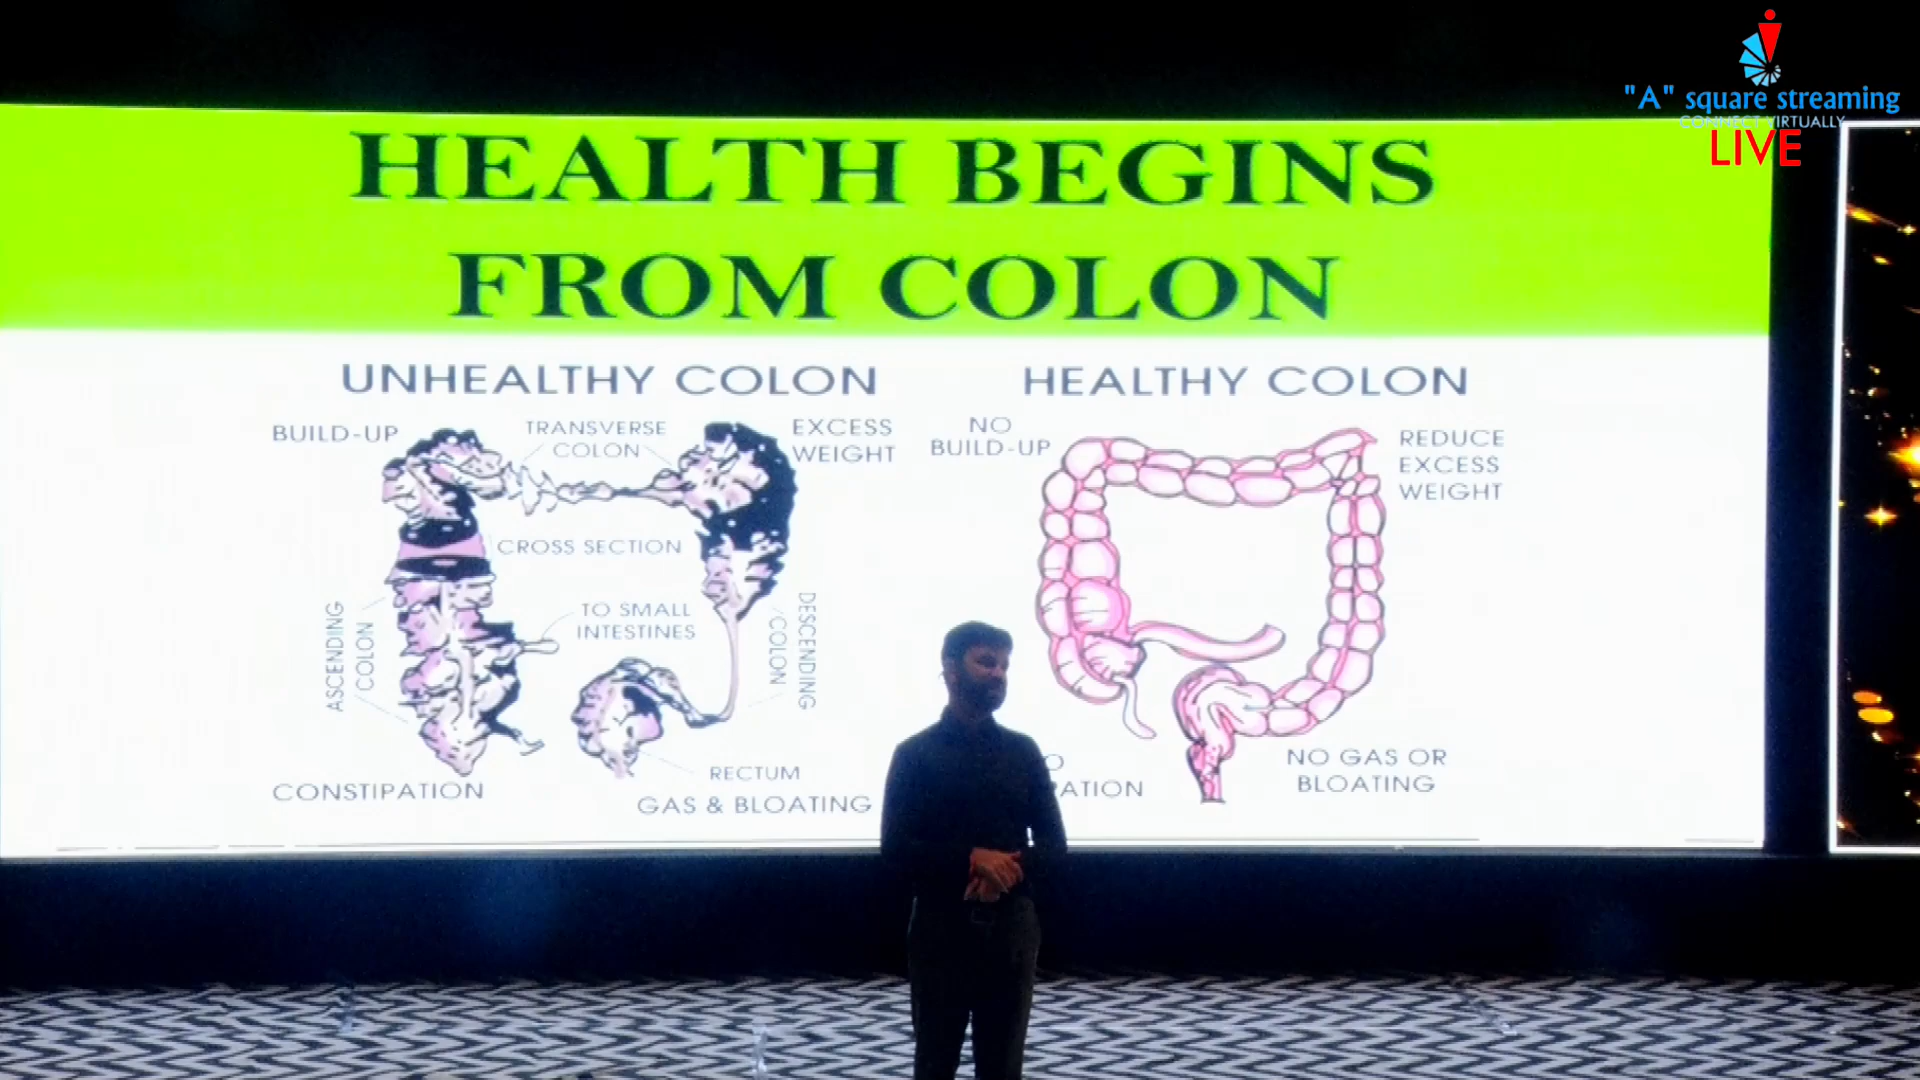 "A" square streaming
CONNECT VIRTUALLY
LIVE
HEALTH BEGINS
FROM COLON
UNHEALTHY COLON
BUILD-UP
TRANSVERSE
COLON
EXCESS
WEIGHT
CROSS SECTION
TO SMALL
INTESTINES
ASCENDING
COLON
DESCENDING
COLON
RECTUM
CONSTIPATION
GAS & BLOATING
HEALTHY COLON
NO
BUILD-UP
REDUCE
EXCESS
WEIGHT
NO GAS OR
BLOATING